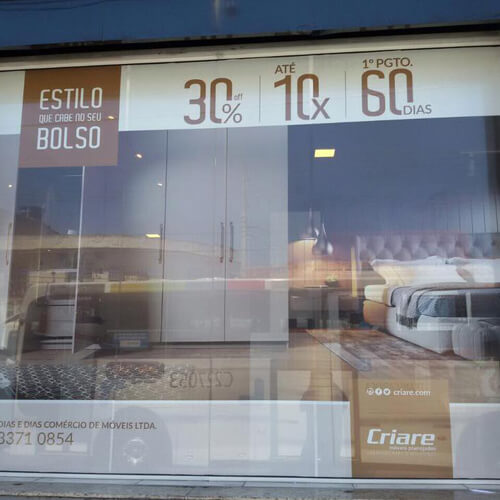 ESTILO
QUE CABE NO SEU
BOLSO
30% off
ATÉ
10x
1º PGTO.
60 DIAS
criare.com
Criare
móveis planejados
DIAS E DIAS COMÉRCIO DE MÓVEIS LTDA.
3371 0854